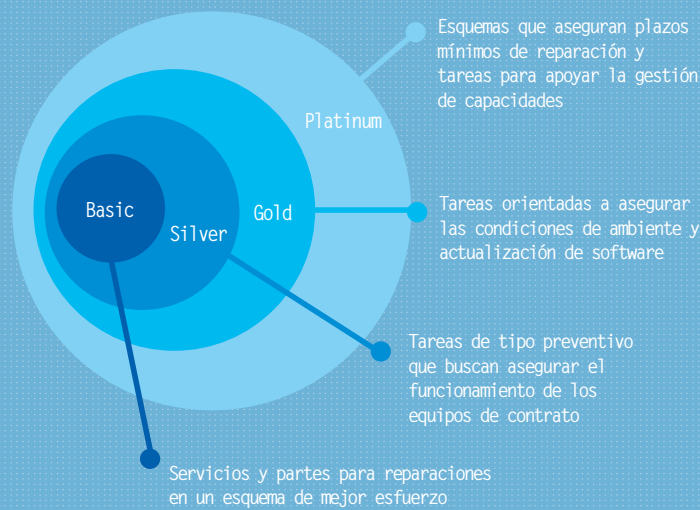 Esquemas que aseguran plazos
mínimos de reparación y
tareas para apoyar la gestión
de capacidades
Platinum
Gold
Silver
Basic
Tareas orientadas a asegurar
las condiciones de ambiente y
actualización de software
Tareas de tipo preventivo
que buscan asegurar el
funcionamiento de los
equipos de contrato
Servicios y partes para reparaciones
en un esquema de mejor esfuerzo